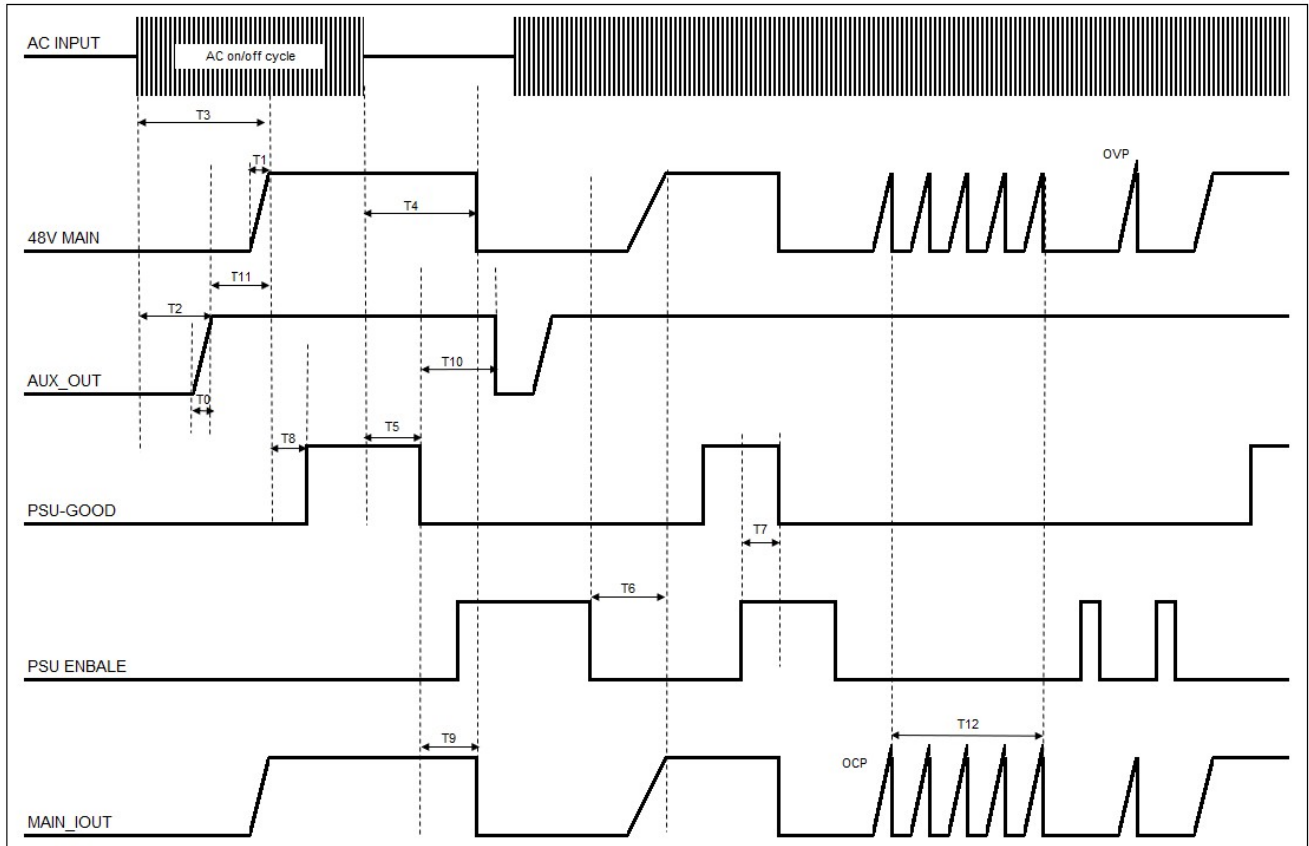 AC INPUT
AC on/off cycle
T3
T1
OVP
T4
48V MAIN
T11
T2
T10
AUX_OUT
T0
T8
T5
PSU-GOOD
T7
T6
PSU ENBALE
T9
T12
OCP
MAIN_IOUT